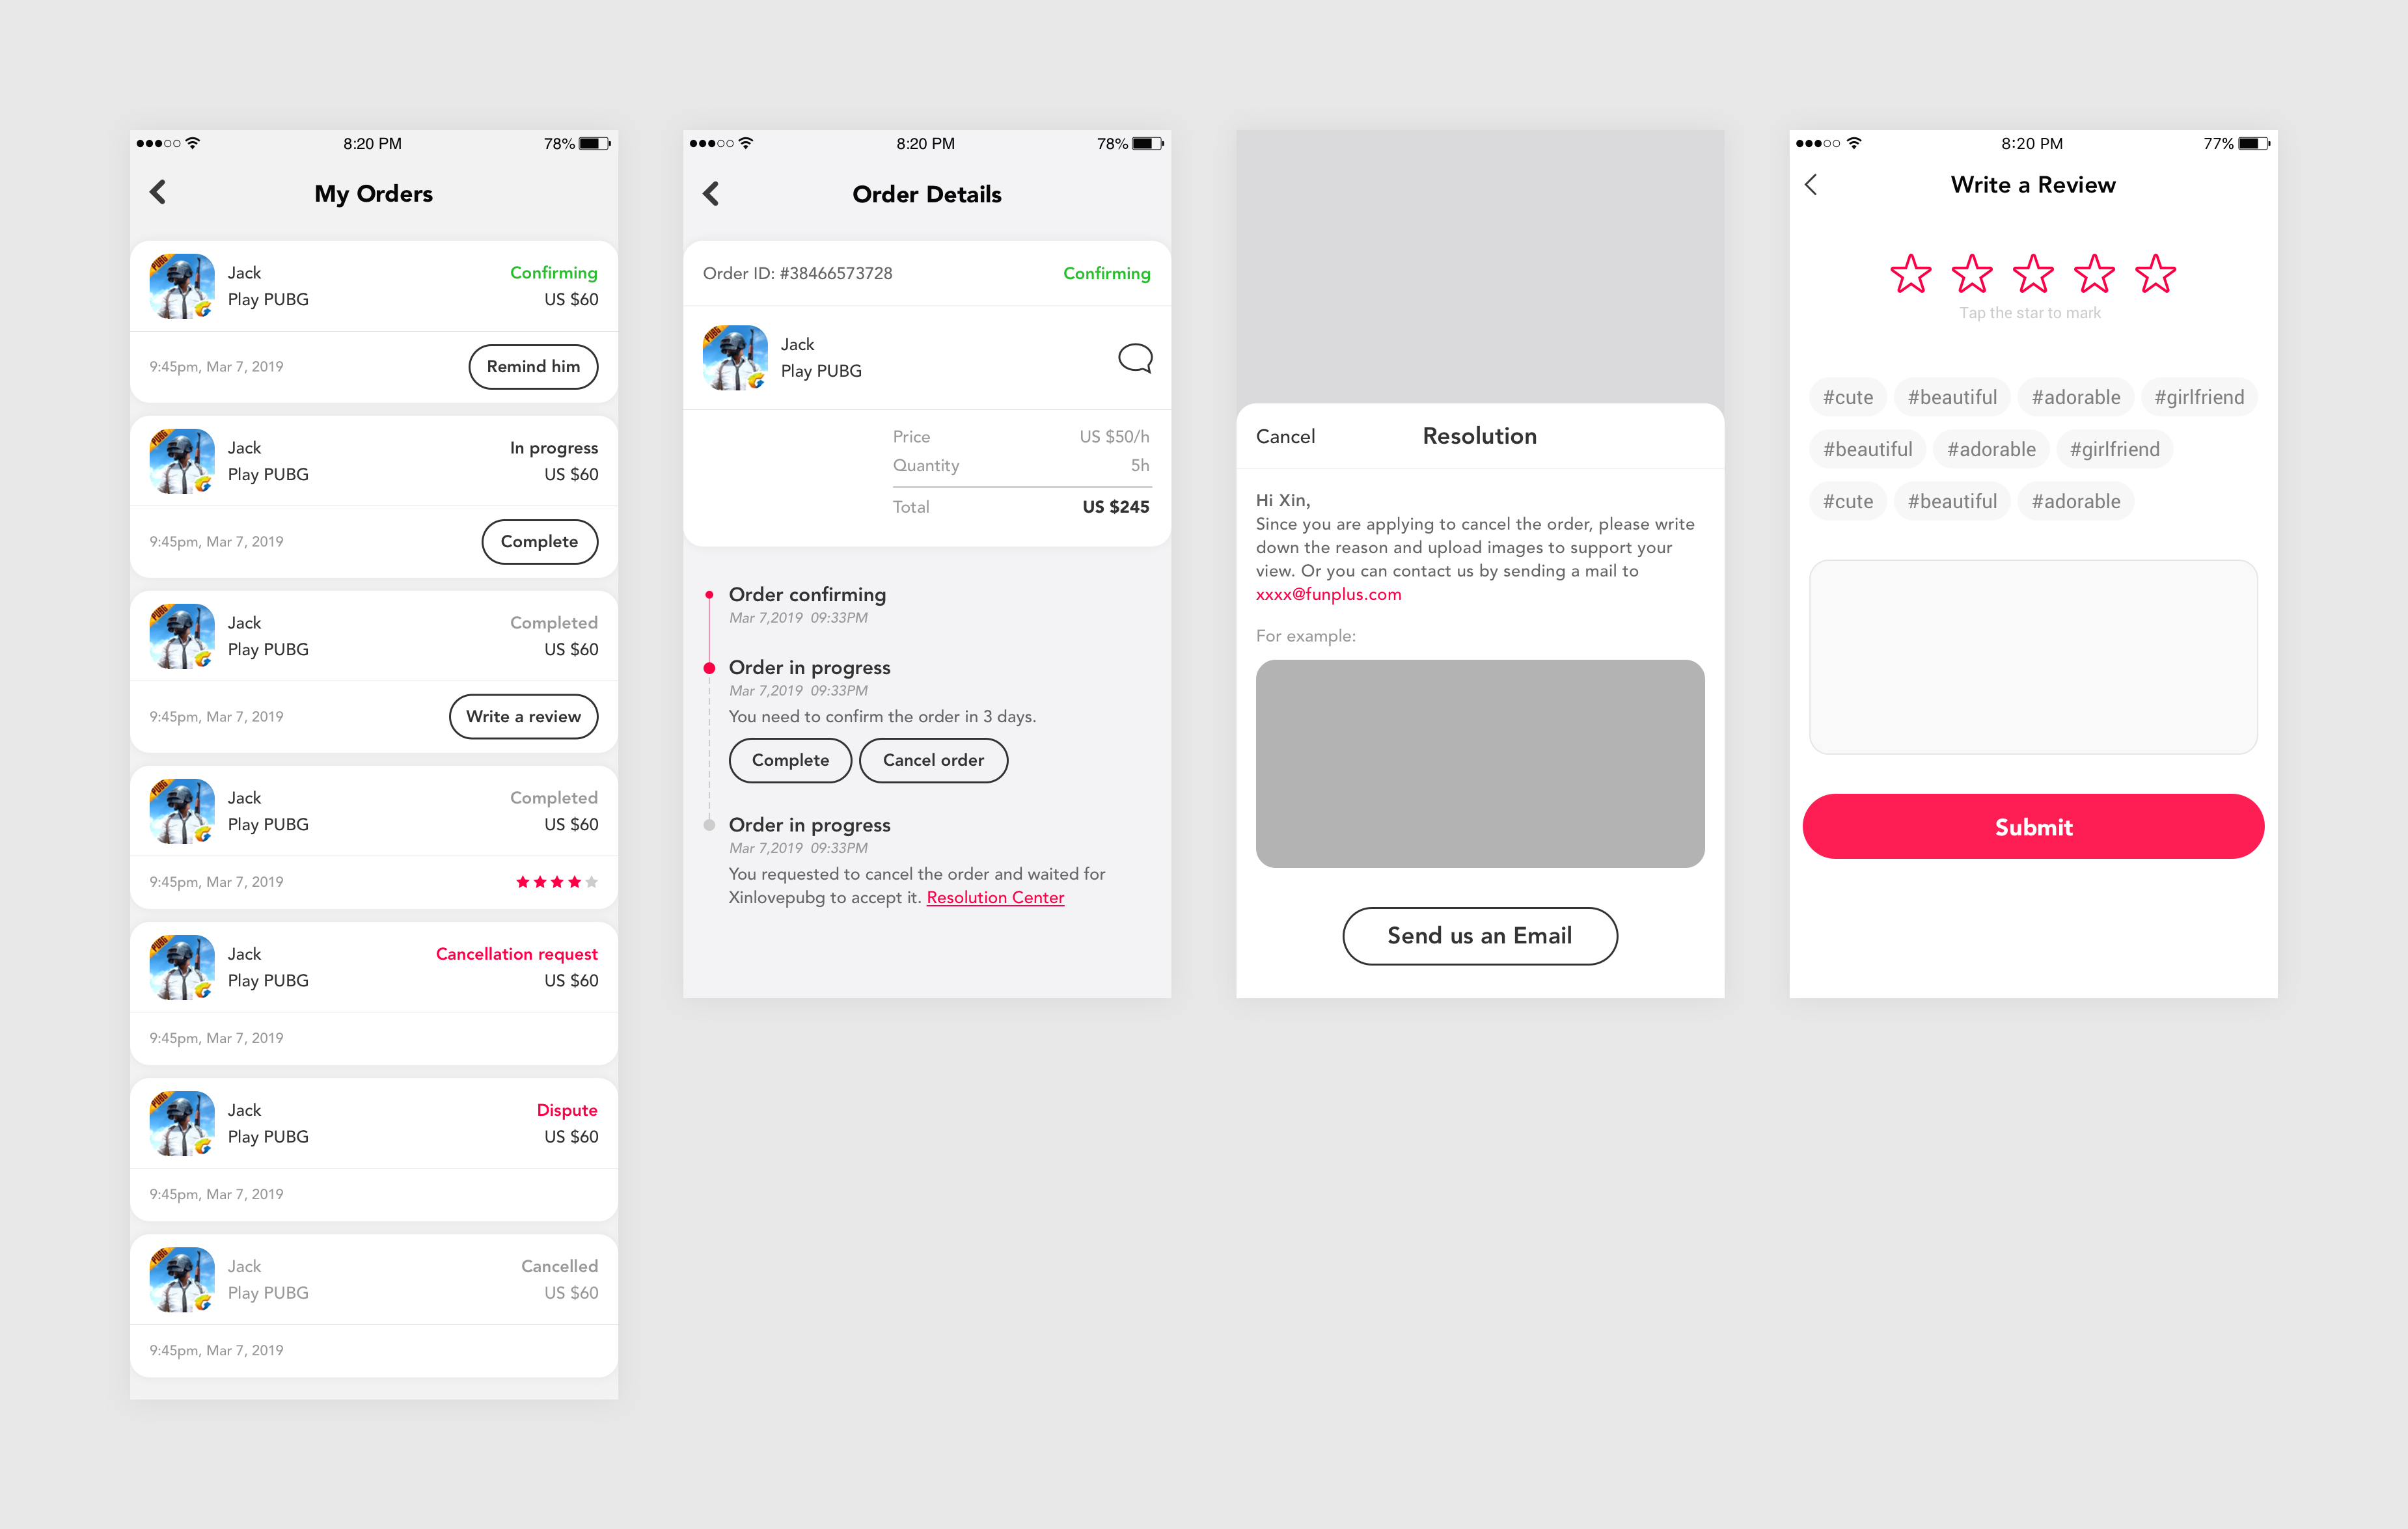 8:20 PM
78%
My Orders
PUBG
Jack
Confirming
Play PUBG
US $60
9:45pm, Mar 7, 2019
Remind him
PUBG
Jack
In progress
Play PUBG
US $60
9:45pm, Mar 7, 2019
Complete
PUBG
Jack
Completed
Play PUBG
US $60
9:45pm, Mar 7, 2019
Write a review
PUBG
Jack
Completed
Play PUBG
US $60
9:45pm, Mar 7, 2019
PUBG
Jack
Cancellation request
Play PUBG
US $60
9:45pm, Mar 7, 2019
PUBG
Jack
Dispute
Play PUBG
US $60
9:45pm, Mar 7, 2019
PUBG
Jack
Cancelled
Play PUBG
US $60
9:45pm, Mar 7, 2019
8:20 PM
78%
Order Details
Order ID: #38466573728
Confirming
PUBG
Jack
Play PUBG
Price US $50/h
Quantity 5h
Total US $245
Order confirming
Mar 7,2019 09:33PM
Order in progress
Mar 7,2019 09:33PM
You need to confirm the order in 3 days.
Complete
Cancel order
Order in progress
Mar 7,2019 09:33PM
You requested to cancel the order and waited for
Xinlovepubg to accept it. Resolution Center
Cancel
Resolution
Hi Xin,
Since you are applying to cancel the order, please write
down the reason and upload images to support your
view. Or you can contact us by sending a mail to
xxxx@funplus.com
For example:
Send us an Email
8:20 PM
77%
Write a Review
Tap the star to mark
#cute #beautiful #adorable #girlfriend
#beautiful #adorable #girlfriend
#cute #beautiful #adorable
Submit